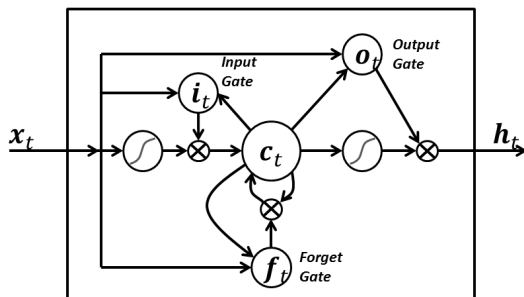 Output
Gate
o_t
Input
Gate
i_t
x_t
c_t
h_t
f_t
Forget
Gate